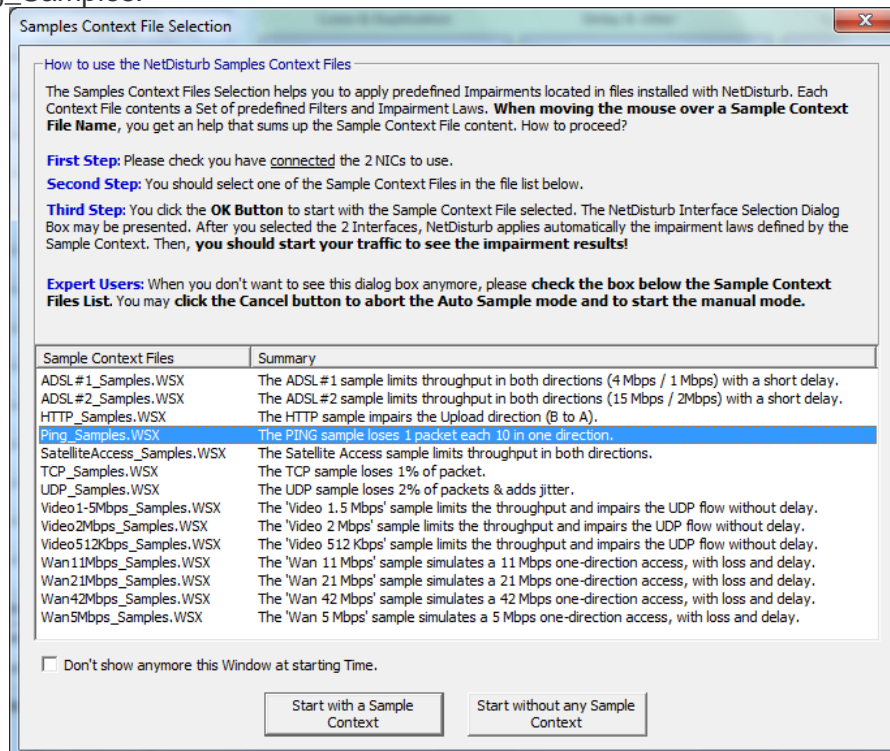 Samples Context File Selection
How to use the NetDisturb Samples Context Files
The Samples Context Files Selection helps you to apply predefined Impairments located in files installed with NetDisturb. Each
Context File contents a Set of predefined Filters and Impairment Laws. When moving the mouse over a Sample Context
File Name, you get an help that sums up the Sample Context File content. How to proceed?
First Step: Please check you have connected the 2 NICs to use.
Second Step: You should select one of the Sample Context Files in the file list below.
Third Step: You click the OK Button to start with the Sample Context File selected. The NetDisturb Interface Selection Dialog
Box may be presented. After you selected the 2 Interfaces, NetDisturb applies automatically the impairment laws defined by the
Sample Context. Then, you should start your traffic to see the impairment results!
Expert Users: When you don't want to see this dialog box anymore, please check the box below the Sample Context
Files List. You may click the Cancel button to abort the Auto Sample mode and to start the manual mode.
Sample Context Files Summary
ADSL#1_Samples.WSX The ADSL#1 sample limits throughput in both directions (4 Mbps / 1 Mbps) with a short delay.
ADSL#2_Samples.WSX The ADSL#2 sample limits throughput in both directions (15 Mbps / 2Mbps) with a short delay.
HTTP_Samples.WSX The HTTP sample impairs the Upload direction (B to A).
Ping_Samples.WSX The PING sample loses 1 packet each 10 in one direction.
SatelliteAccess_Samples.WSX The Satellite Access sample limits throughput in both directions.
TCP_Samples.WSX The TCP sample loses 1% of packet.
UDP_Samples.WSX The UDP sample loses 2% of packets & adds jitter.
Video1-5Mbps_Samples.WSX The 'Video 1.5 Mbps' sample limits the throughput and impairs the UDP flow without delay.
Video2Mbps_Samples.WSX The 'Video 2 Mbps' sample limits the throughput and impairs the UDP flow without delay.
Video512Kbps_Samples.WSX The 'Video 512 Kbps' sample limits the throughput and impairs the UDP flow without delay.
Wan11Mbps_Samples.WSX The 'Wan 11 Mbps' sample simulates a 11 Mbps one-direction access, with loss and delay.
Wan21Mbps_Samples.WSX The 'Wan 21 Mbps' sample simulates a 21 Mbps one-direction access, with loss and delay.
Wan42Mbps_Samples.WSX The 'Wan 42 Mbps' sample simulates a 42 Mbps one-direction access, with loss and delay.
Wan5Mbps_Samples.WSX The 'Wan 5 Mbps' sample simulates a 5 Mbps one-direction access, with loss and delay.
Don't show anymore this Window at starting Time.
Start with a Sample Context
Start without any Sample Context